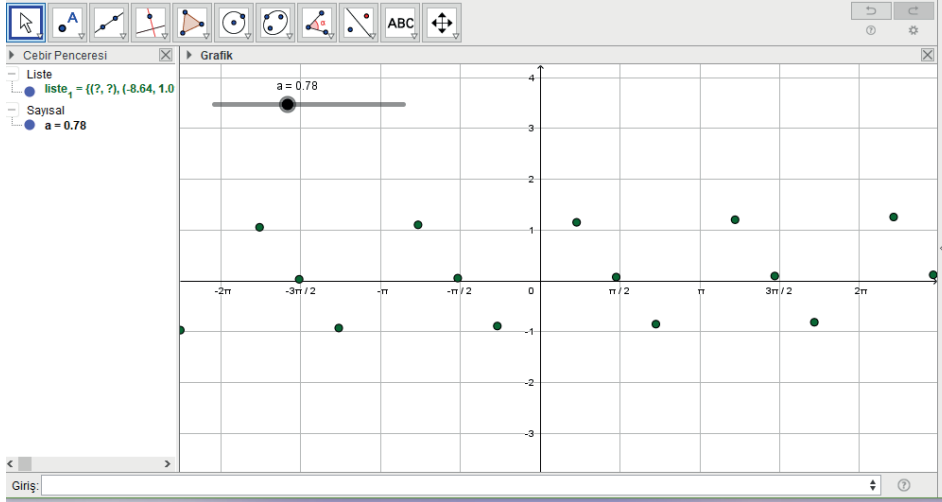 A
α
ABC
Cebir Penceresi
Grafik
Liste
liste1 = {(?, ?), (-8.64, 1.0
Sayısal
a = 0.78
a = 0.78
4
3
2
1
-2π
-3π / 2
-π
-π / 2
0
π / 2
π
3π / 2
2π
-1
-2
-3
Giriş: